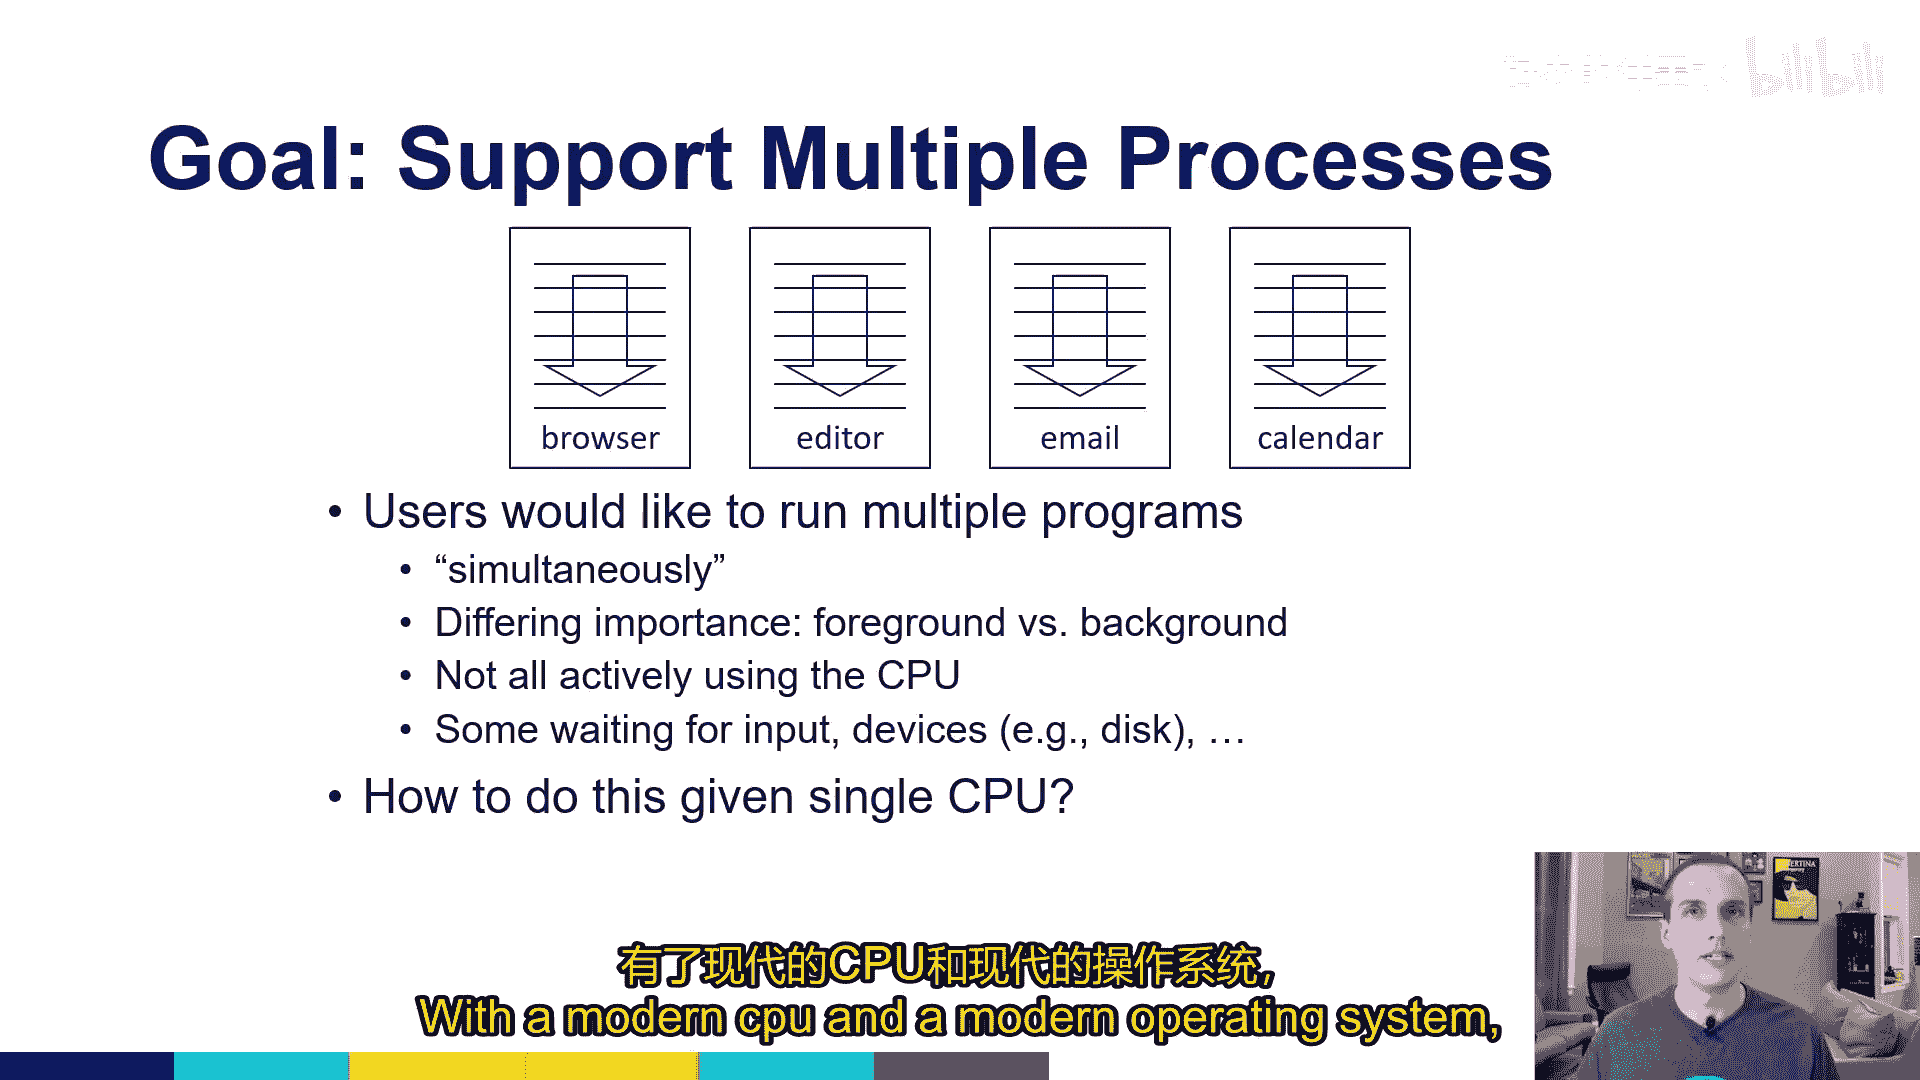 bilibili
Goal: Support Multiple Processes
browser editor email calendar
• Users would like to run multiple programs
• “simultaneously”
• Differing importance: foreground vs. background
• Not all actively using the CPU
• Some waiting for input, devices (e.g., disk), …
• How to do this given single CPU?
有了现代的CPU和现代的操作系统,
With a modern cpu and a modern operating system,